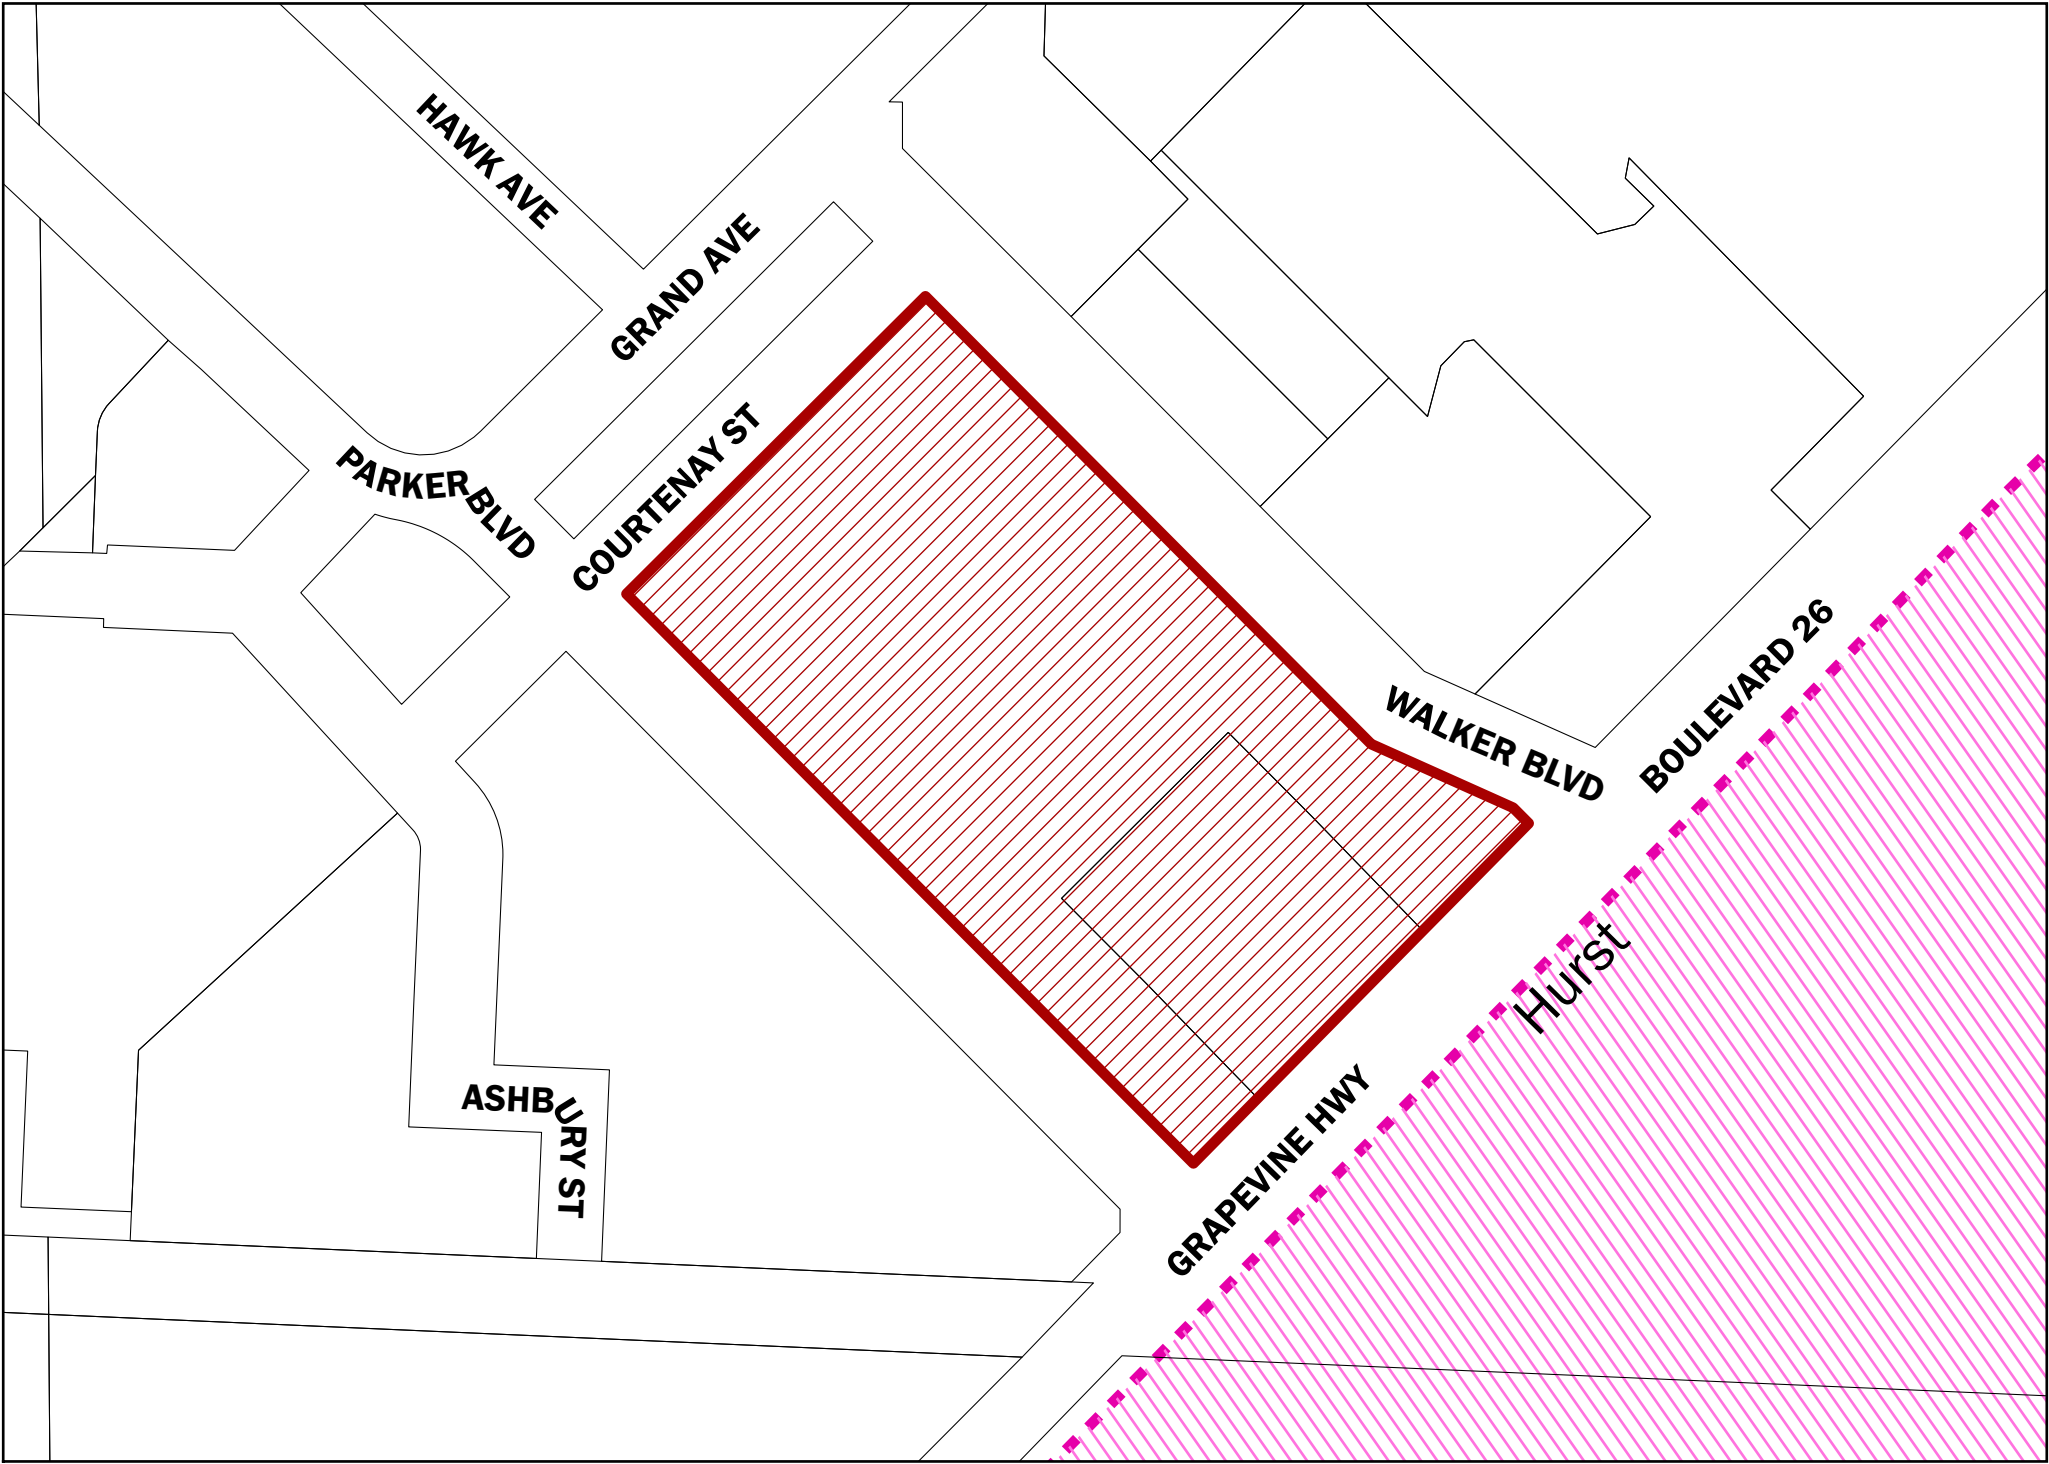 HAWK AVE
GRAND AVE
COURTENAY ST
PARKER BLVD
WALKER BLVD
BOULEVARD 26
Hurst
GRAPEVINE HWY
ASHBURY ST